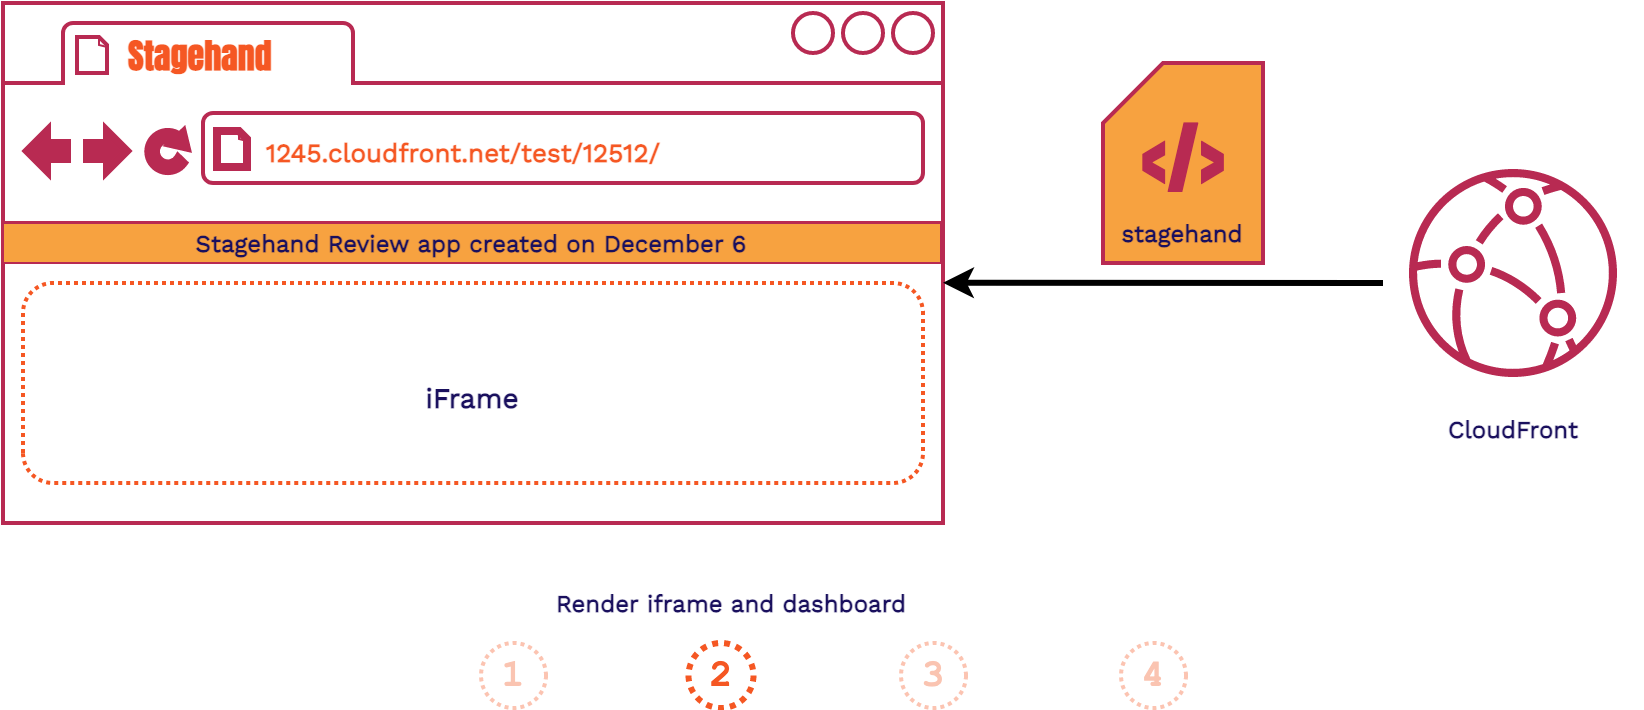 Stagehand
1245.cloudfront.net/test/12512/
</>
stagehand
Stagehand Review app created on December 6
iFrame
CloudFront
Render iframe and dashboard
1 2 3 4